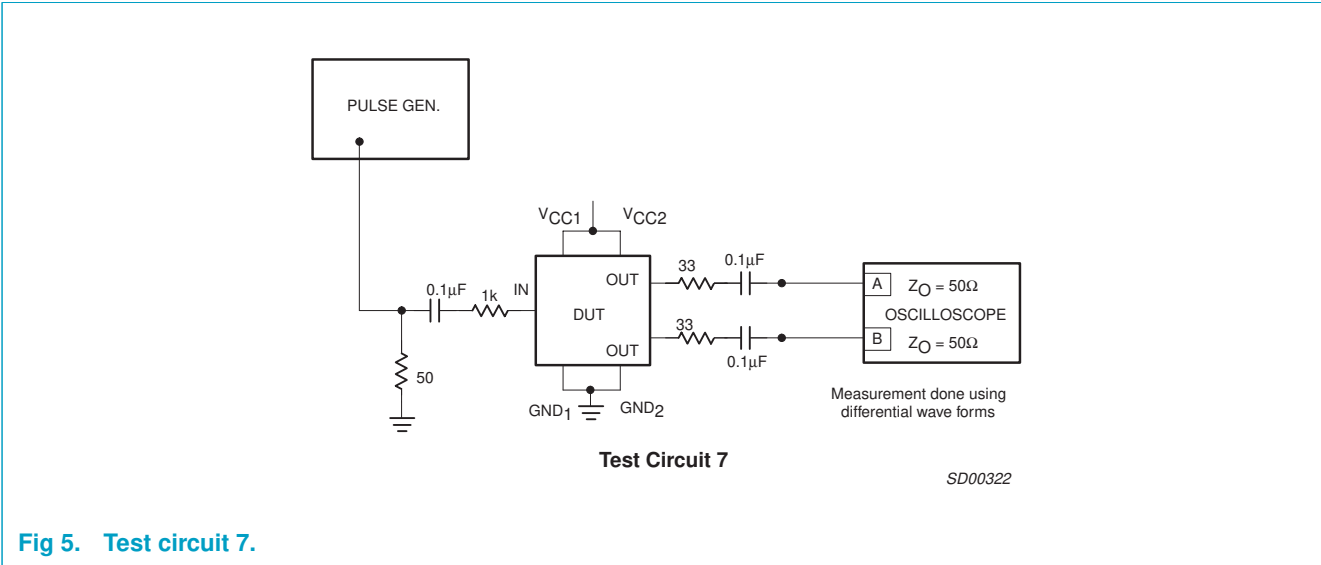 PULSE GEN.
VCC1 VCC2
0.1µF
1k
IN
OUT
DUT
OUT
33
0.1µF
33
0.1µF
A ZO = 50Ω
OSCILLOSCOPE
B ZO = 50Ω
50
GND1 GND2
Measurement done using
differential wave forms
Test Circuit 7
SD00322
Fig 5. Test circuit 7.